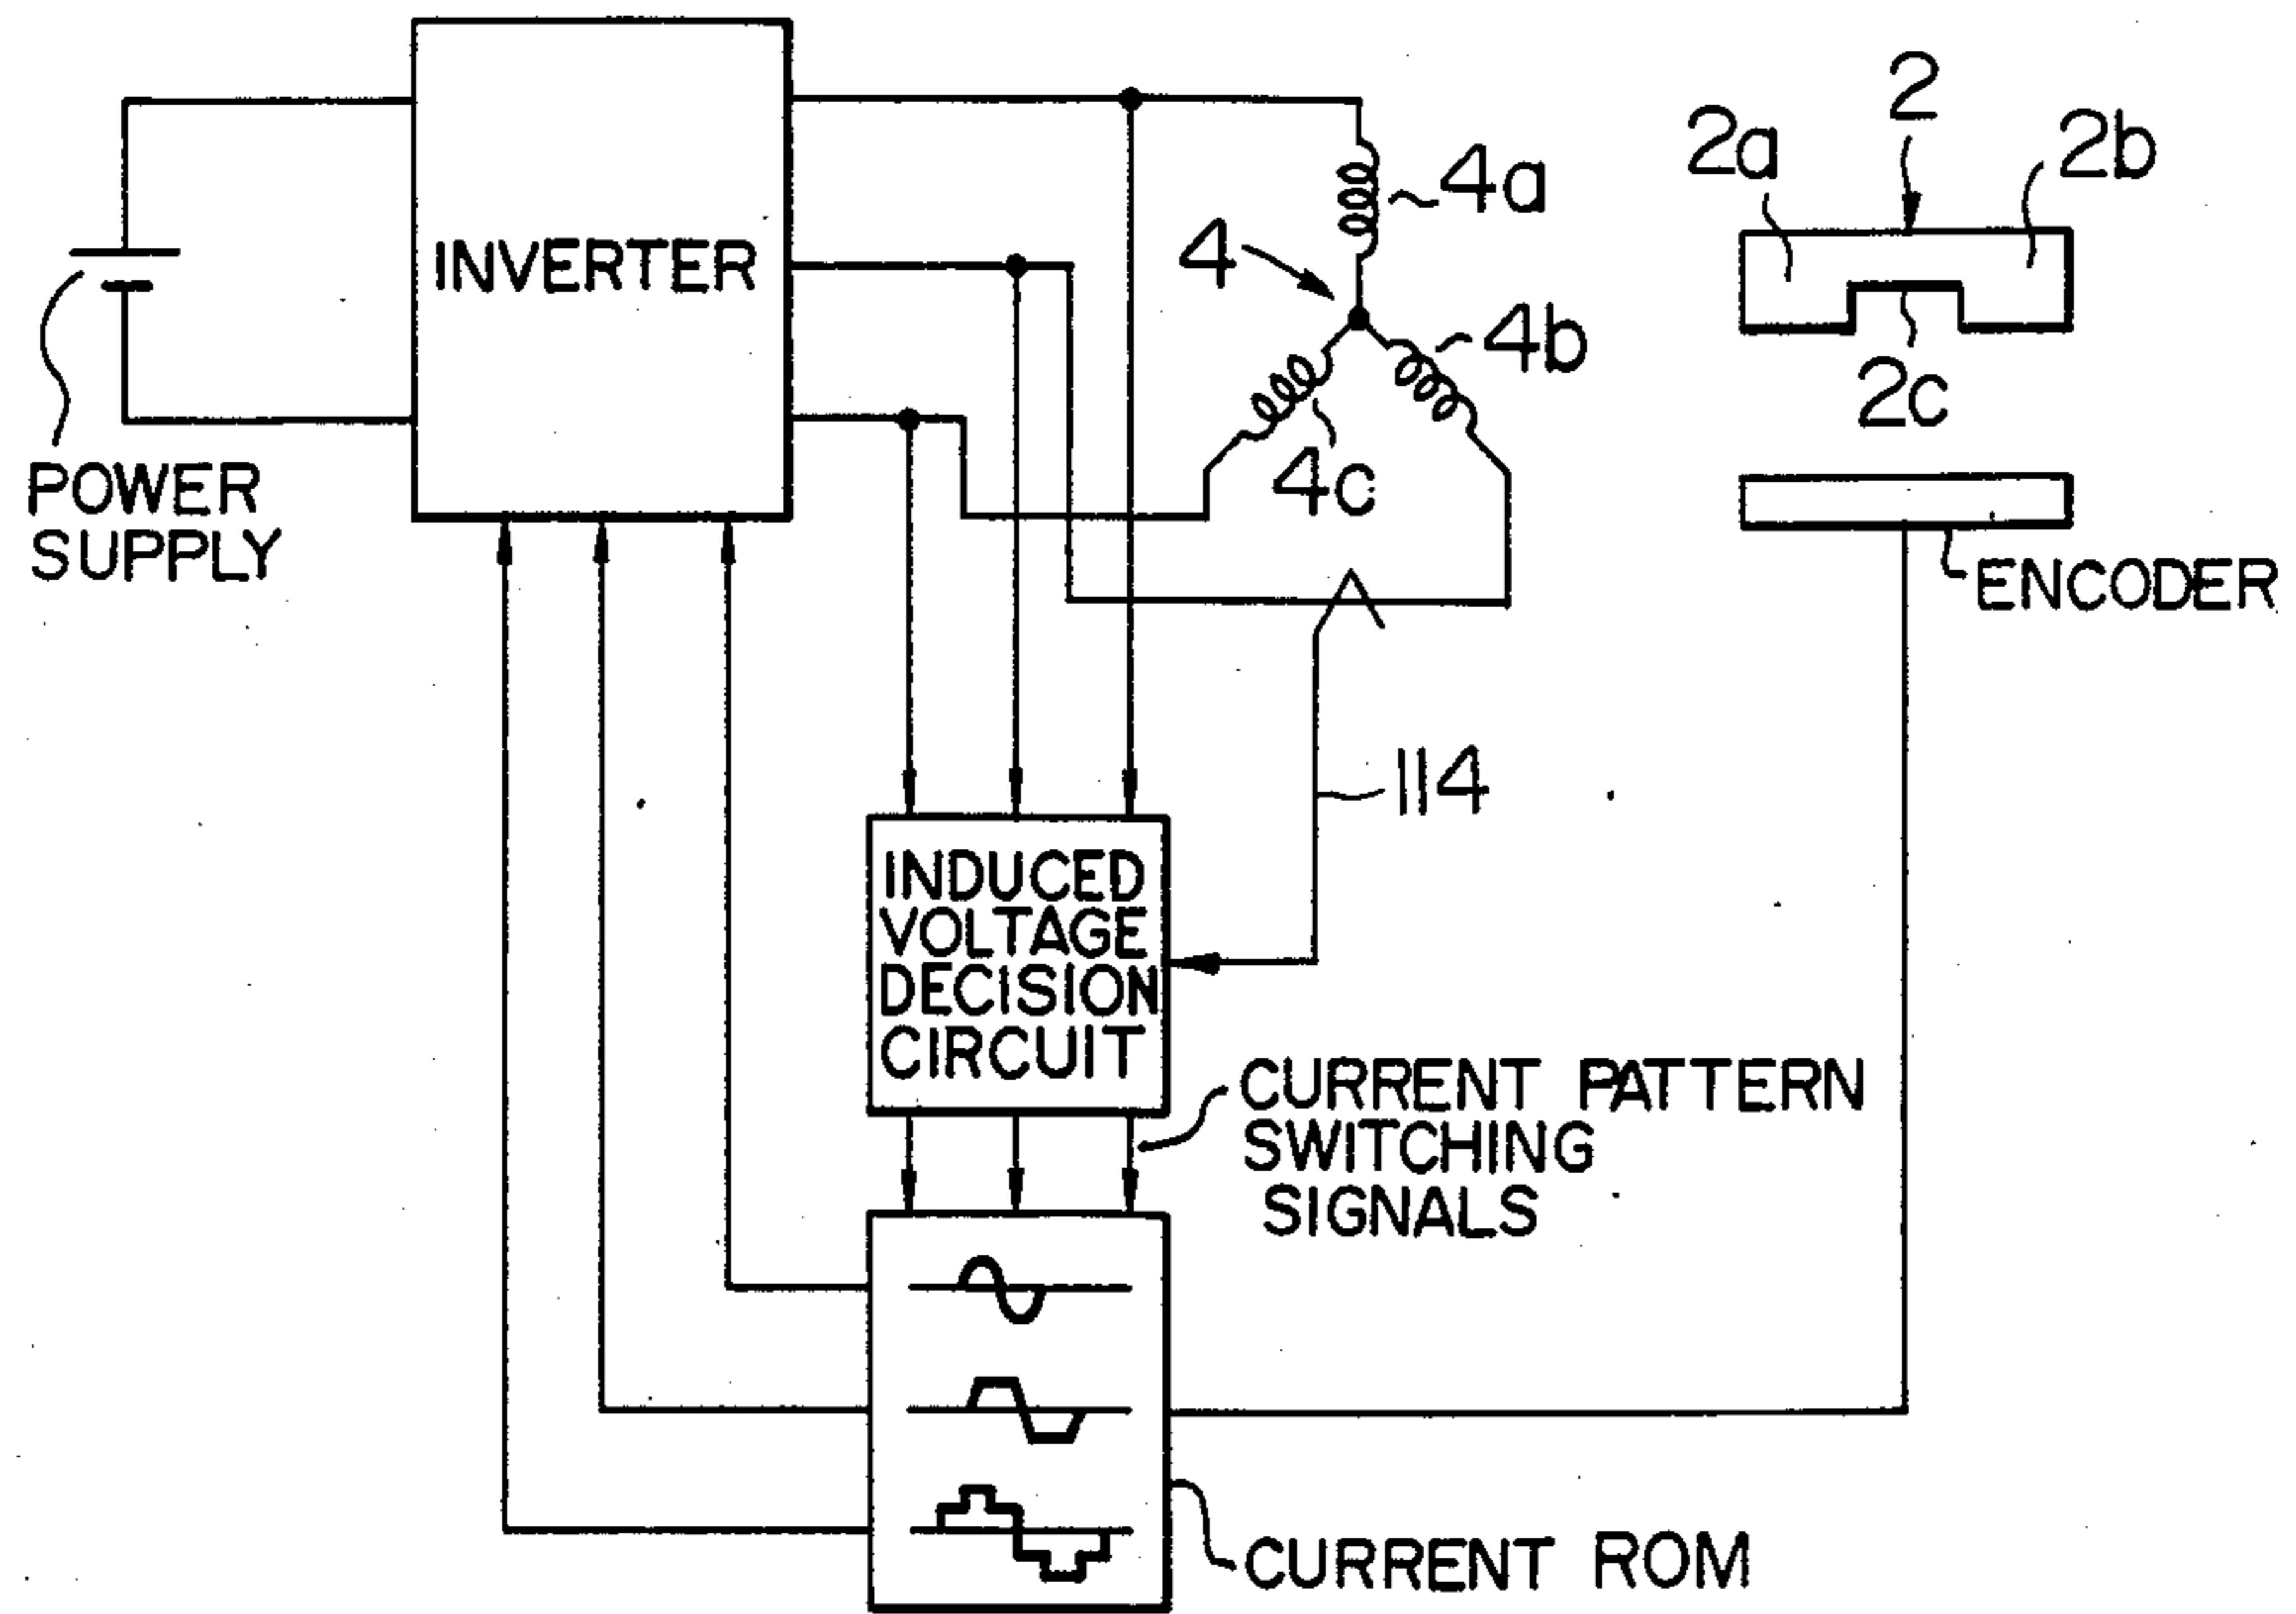 2
2a
2b
4a
INVERTER
4
4b
2c
4c
POWER
SUPPLY
ENCODER
114
INDUCED
VOLTAGE
DECISION
CIRCUIT
CURRENT PATTERN
SWITCHING
SIGNALS
CURRENT ROM